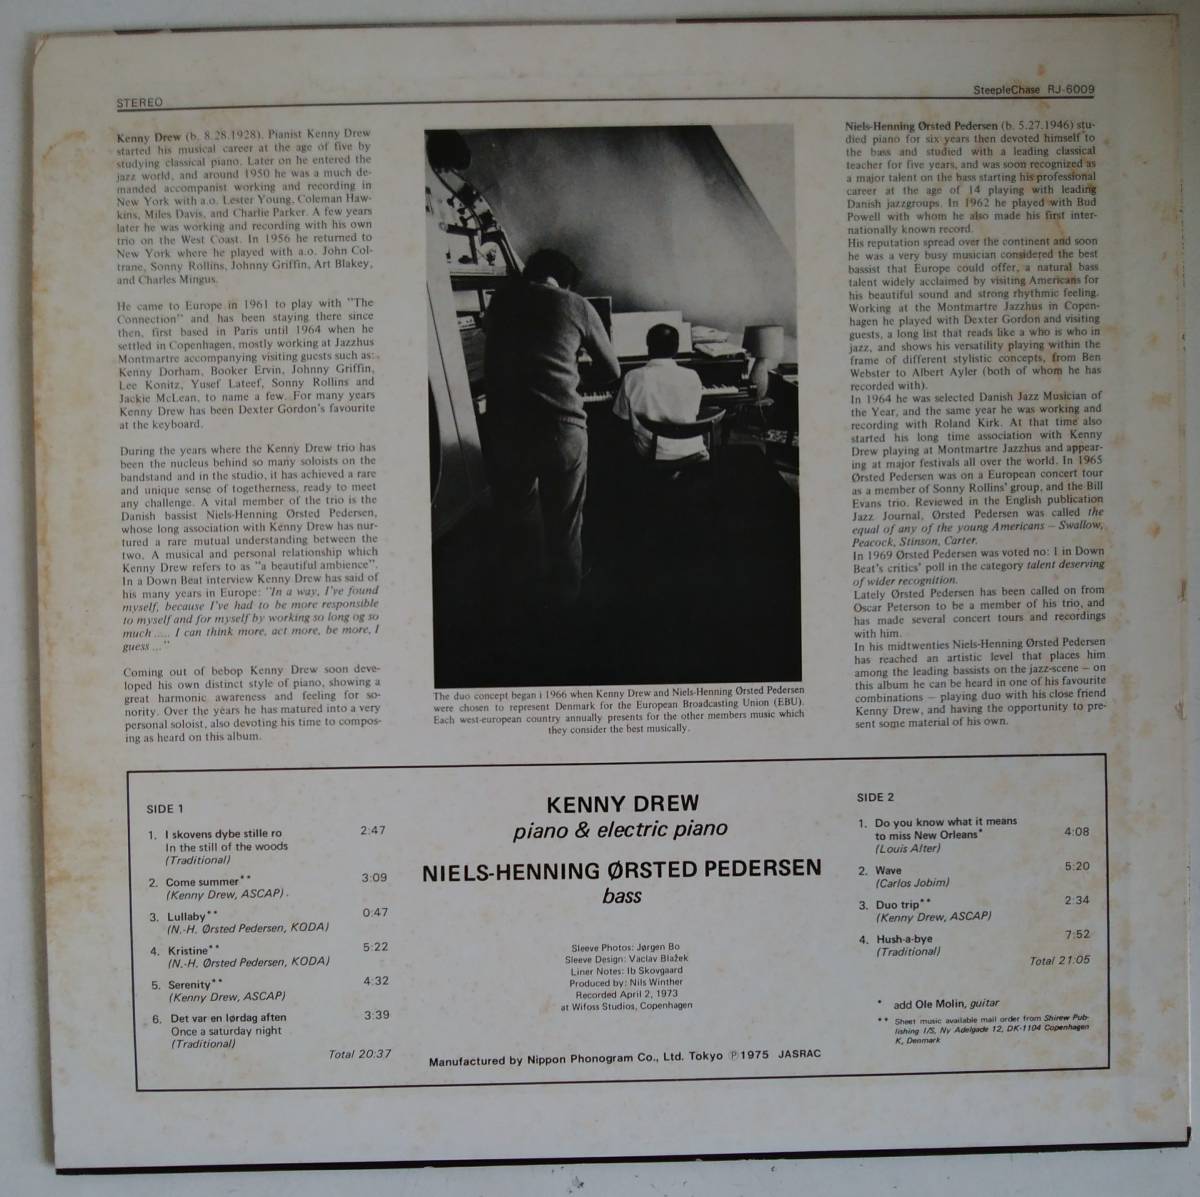 STEREO
SteepleChase RJ-6009
Kenny Drew (b. 8.28.1928). Pianist Kenny Drew
started his musical career at the age of five by
studying classical piano. Later on he entered the
jazz world, and around 1950 he was a much de-
manded accompanist working and recording in
New York with a.o. Lester Young, Coleman Haw-
kins, Miles Davis, and Charlie Parker. A few years
later he was working and recording with his own
trio on the West Coast. In 1956 he returned to
New York where he played with a.o. John Col-
trane, Sonny Rollins, Johnny Griffin, Art Blakey,
and Charles Mingus.
He came to Europe in 1961 to play with "The
Connection" and has been staying there since
then, first based in Paris until 1964 when he
settled in Copenhagen, mostly working at Jazzhus
Montmartre accompanying visiting guests such as:
Kenny Dorham, Booker Ervin, Johnny Griffin,
Lee Konitz, Yusef Lateef, Sonny Rollins and
Jackie McLean, to name a few. For many years
Kenny Drew has been Dexter Gordon's favourite
at the keyboard.
During the years where the Kenny Drew trio has
been the nucleus behind so many soloists on the
bandstand and in the studio, it has achieved a rare
and unique sense of togetherness, ready to meet
any challenge. A vital member of the trio is the
Danish bassist Niels-Henning Ørsted Pedersen,
whose long association with Kenny Drew has nur-
tured a rare mutual understanding between the
two. A musical and personal relationship which
Kenny Drew refers to as "a beautiful ambience".
In a Down Beat interview Kenny Drew has said of
his many years in Europe: "In a way, I've found
myself, because I've had to be more responsible
to myself and for myself by working so long og so
much ..... I can think more, act more, be more, I
guess ..."
Coming out of bebop Kenny Drew soon deve-
loped his own distinct style of piano, showing a
great harmonic awareness and feeling for so-
nority. Over the years he has matured into a very
personal soloist, also devoting his time to compos-
ing as heard on this album.
The duo concept began i 1966 when Kenny Drew and Niels-Henning Ørsted Pedersen
were chosen to represent Denmark for the European Broadcasting Union (EBU).
Each west-european country annually presents for the other members music which
they consider the best musically.
Niels-Henning Ørsted Pedersen (b. 5.27.1946) stu-
died piano for six years then devoted himself to
the bass and studied with a leading classical
teacher for five years, and was soon recognized as
a major talent on the bass starting his professional
career at the age of 14 playing with leading
Danish jazzgroups. In 1962 he played with Bud
Powell with whom he also made his first inter-
nationally known record.
His reputation spread over the continent and soon
he was a very busy musician considered the best
bassist that Europe could offer, a natural bass
talent widely acclaimed by visiting Americans for
his beautiful sound and strong rhythmic feeling.
Working at the Montmartre Jazzhus in Copen-
hagen he played with Dexter Gordon and visiting
guests, a long list that reads like a who is who in
jazz, and shows his versatility playing within the
frame of different stylistic concepts, from Ben
Webster to Albert Ayler (both of whom he has
recorded with).
In 1964 he was selected Danish Jazz Musician of
the Year, and the same year he was working and
recording with Roland Kirk. At that time also
started his long time association with Kenny
Drew playing at Montmartre Jazzhus and appear-
ing at major festivals all over the world. In 1965
Ørsted Pedersen was on a European concert tour
as a member of Sonny Rollins' group, and the Bill
Evans trio. Reviewed in the English publication
Jazz Journal, Ørsted Pedersen was called the
equal of any of the young Americans – Swallow,
Peacock, Stinson, Carter.
In 1969 Ørsted Pedersen was voted no: 1 in Down
Beat's critics' poll in the category talent deserving
of wider recognition.
Lately Ørsted Pedersen has been called on from
Oscar Peterson to be a member of his trio, and
has made several concert tours and recordings
with him.
In his midtwenties Niels-Henning Ørsted Pedersen
has reached an artistic level that places him
among the leading bassists on the jazz-scene – on
this album he can be heard in one of his favourite
combinations – playing duo with his close friend
Kenny Drew, and having the opportunity to pre-
sent some material of his own.
SIDE 1
1. I skovens dybe stille ro 2:47
In the still of the woods
(Traditional)
2. Come summer** 3:09
(Kenny Drew, ASCAP).
3. Lullaby** 0:47
(N.-H. Ørsted Pedersen, KODA)
4. Kristine** 5:22
(N.-H. Ørsted Pedersen, KODA)
5. Serenity** 4:32
(Kenny Drew, ASCAP)
6. Det var en lørdag aften 3:39
Once a saturday night
(Traditional)
Total 20:37
KENNY DREW
piano & electric piano
NIELS-HENNING ØRSTED PEDERSEN
bass
Sleeve Photos: Jørgen Bo
Sleeve Design: Vaclav Blažek
Liner Notes: Ib Skovgaard
Produced by: Nils Winther
Recorded April 2, 1973
at Wifoss Studios, Copenhagen
Manufactured by Nippon Phonogram Co., Ltd. Tokyo Ⓟ1975 JASRAC
SIDE 2
1. Do you know what it means
to miss New Orleans* 4:08
(Louis Alter)
2. Wave 5:20
(Carlos Jobim)
3. Duo trip** 2:34
(Kenny Drew, ASCAP)
4. Hush-a-bye 7:52
(Traditional)
Total 21:05
* add Ole Molin, guitar
** Sheet music available mail order from Shirew Pub-
lishing I/S, Ny Adelgade 12, DK-1104 Copenhagen
K, Denmark